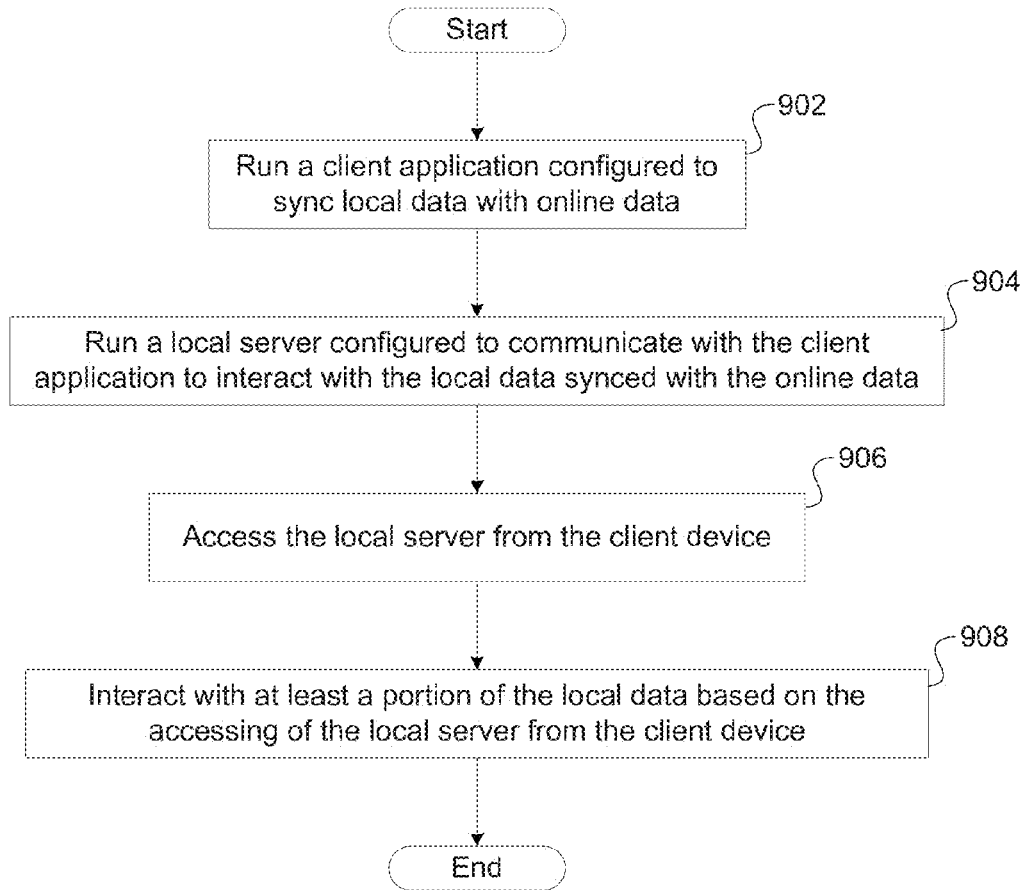 Start
902
Run a client application configured to
sync local data with online data
904
Run a local server configured to communicate with the client
application to interact with the local data synced with the online data
906
Access the local server from the client device
908
Interact with at least a portion of the local data based on the
accessing of the local server from the client device
End